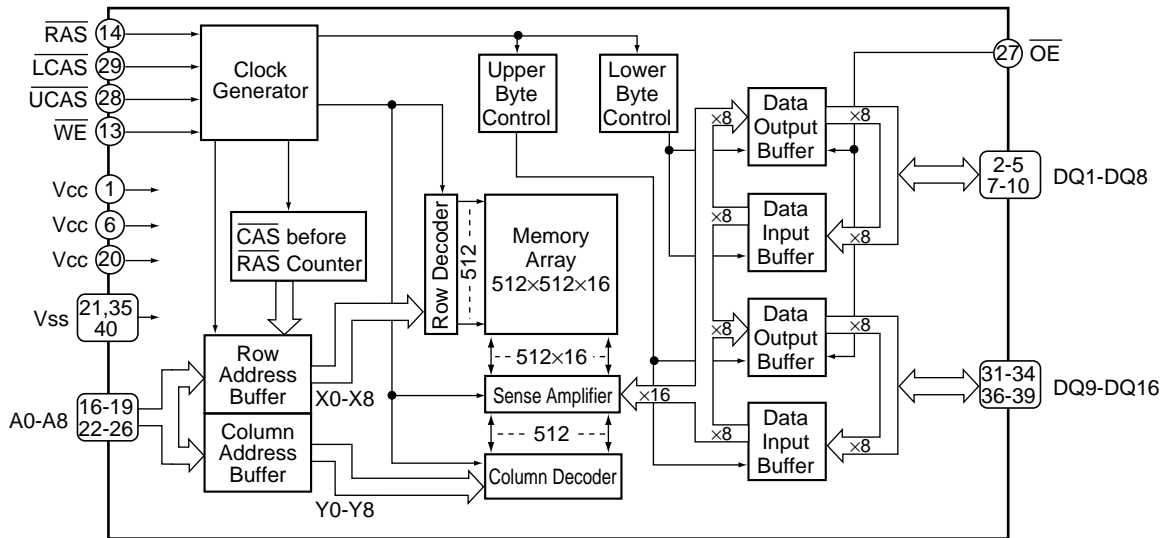 RAS
14
LCAS
29
UCAS
28
WE
13
Vcc
1
Vcc
6
Vcc
20
Vss
21,35
40
A0-A8
16-19
22-26
Clock
Generator
CAS before
RAS Counter
Row
Address
Buffer
Column
Address
Buffer
X0-X8
Y0-Y8
Upper
Byte
Control
Lower
Byte
Control
Row Decoder
512
Memory
Array
512×512×16
512×16
Sense Amplifier
×16
512
Column Decoder
Data
Output
Buffer
×8
×8
Data
Input
Buffer
×8
×8
Data
Output
Buffer
×8
×8
Data
Input
Buffer
×8
×8
27
OE
2-5
7-10
DQ1-DQ8
31-34
36-39
DQ9-DQ16